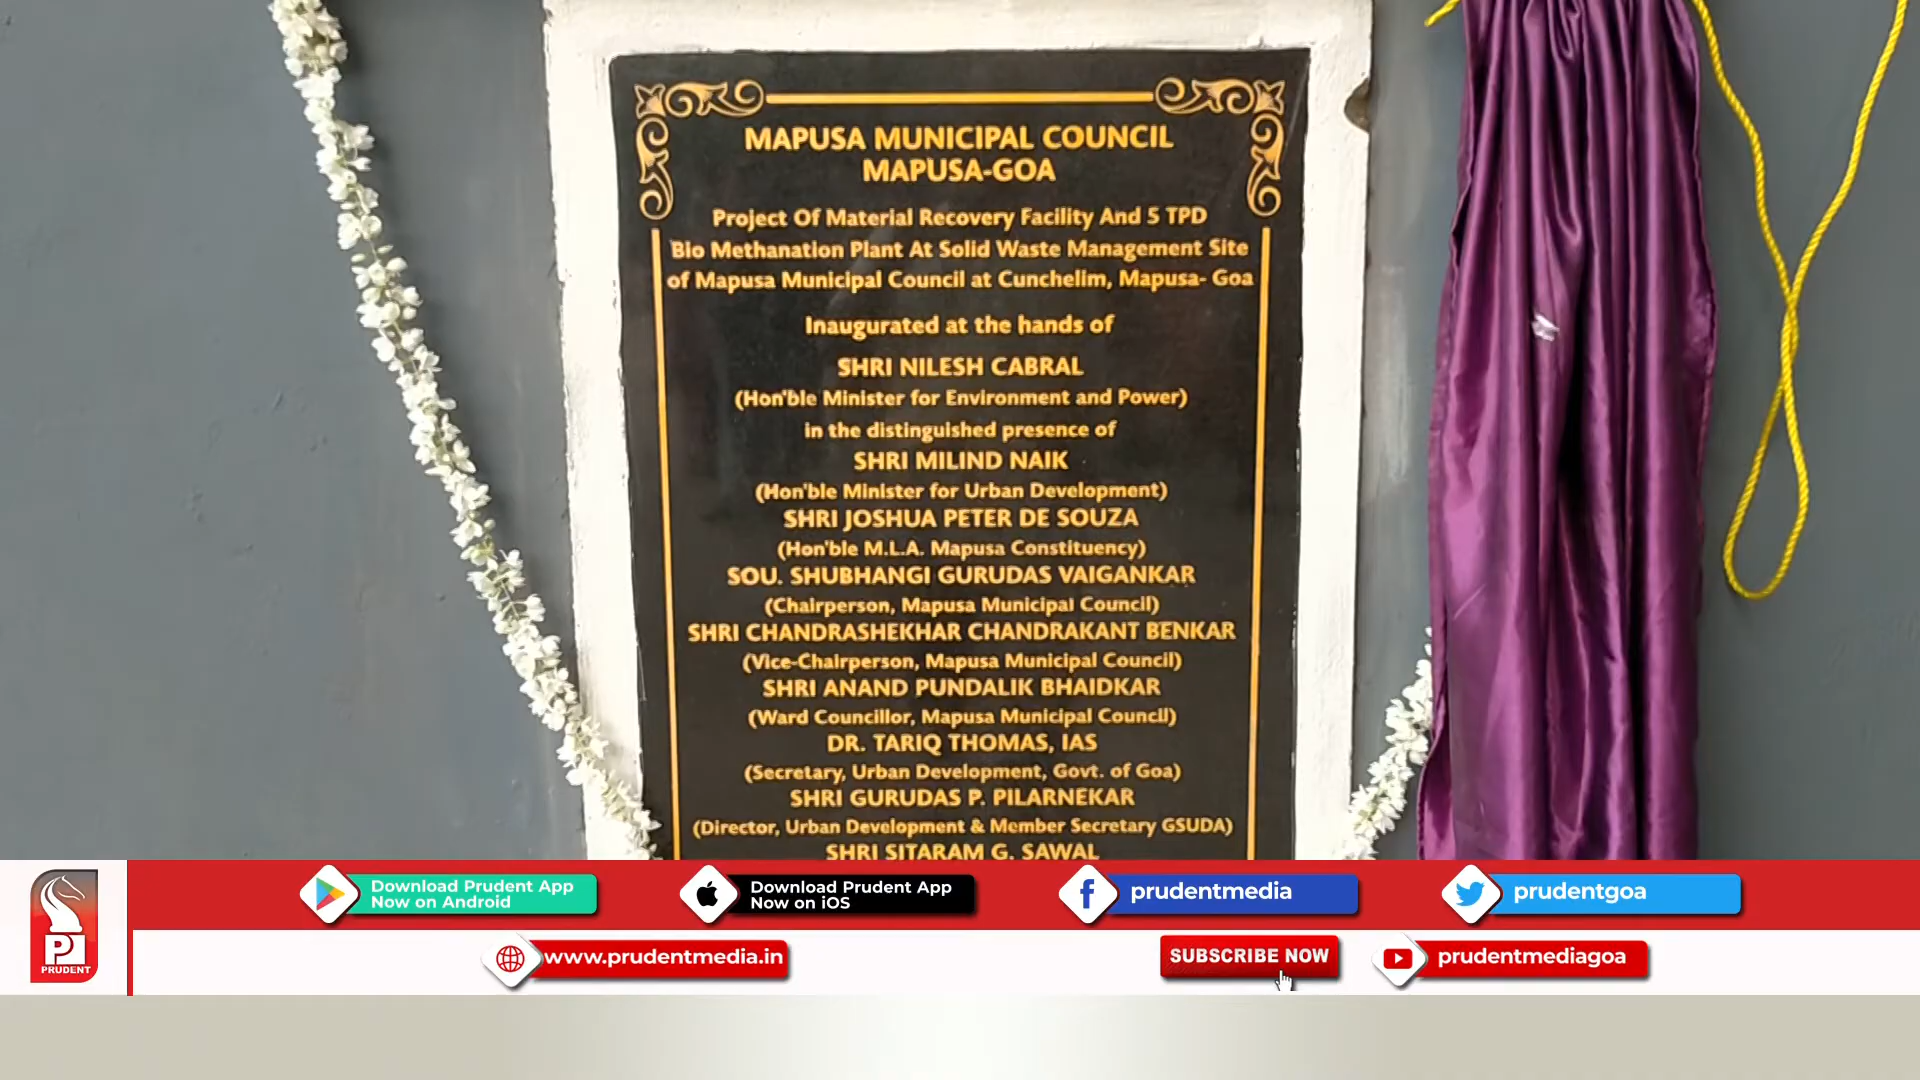 MAPUSA MUNICIPAL COUNCIL
MAPUSA-GOA
Project Of Material Recovery Facility And 5 TPD
Bio Methanation Plant At Solid Waste Management Site
of Mapusa Municipal Council at Cunchelim, Mapusa- Goa
Inaugurated at the hands of
SHRI NILESH CABRAL
(Hon'ble Minister for Environment and Power)
in the distinguished presence of
SHRI MILIND NAIK
(Hon'ble Minister for Urban Development)
SHRI JOSHUA PETER DE SOUZA
(Hon'ble M.L.A. Mapusa Constituency)
SOU. SHUBHANGI GURUDAS VAIGANKAR
(Chairperson, Mapusa Municipal Council)
SHRI CHANDRASHEKHAR CHANDRAKANT BENKAR
(Vice-Chairperson, Mapusa Municipal Council)
SHRI ANAND PUNDALIK BHAIDKAR
(Ward Councillor, Mapusa Municipal Council)
DR. TARIQ THOMAS, IAS
(Secretary, Urban Development, Govt. of Goa)
SHRI GURUDAS P. PILARNEKAR
(Director, Urban Development & Member Secretary GSUDA)
SHRI SITARAM G. SAWAL
P
PRUDENT
Download Prudent App
Now on Android
Download Prudent App
Now on iOS
prudentmedia
prudentgoa
www.prudentmedia.in
SUBSCRIBE NOW
prudentmediagoa